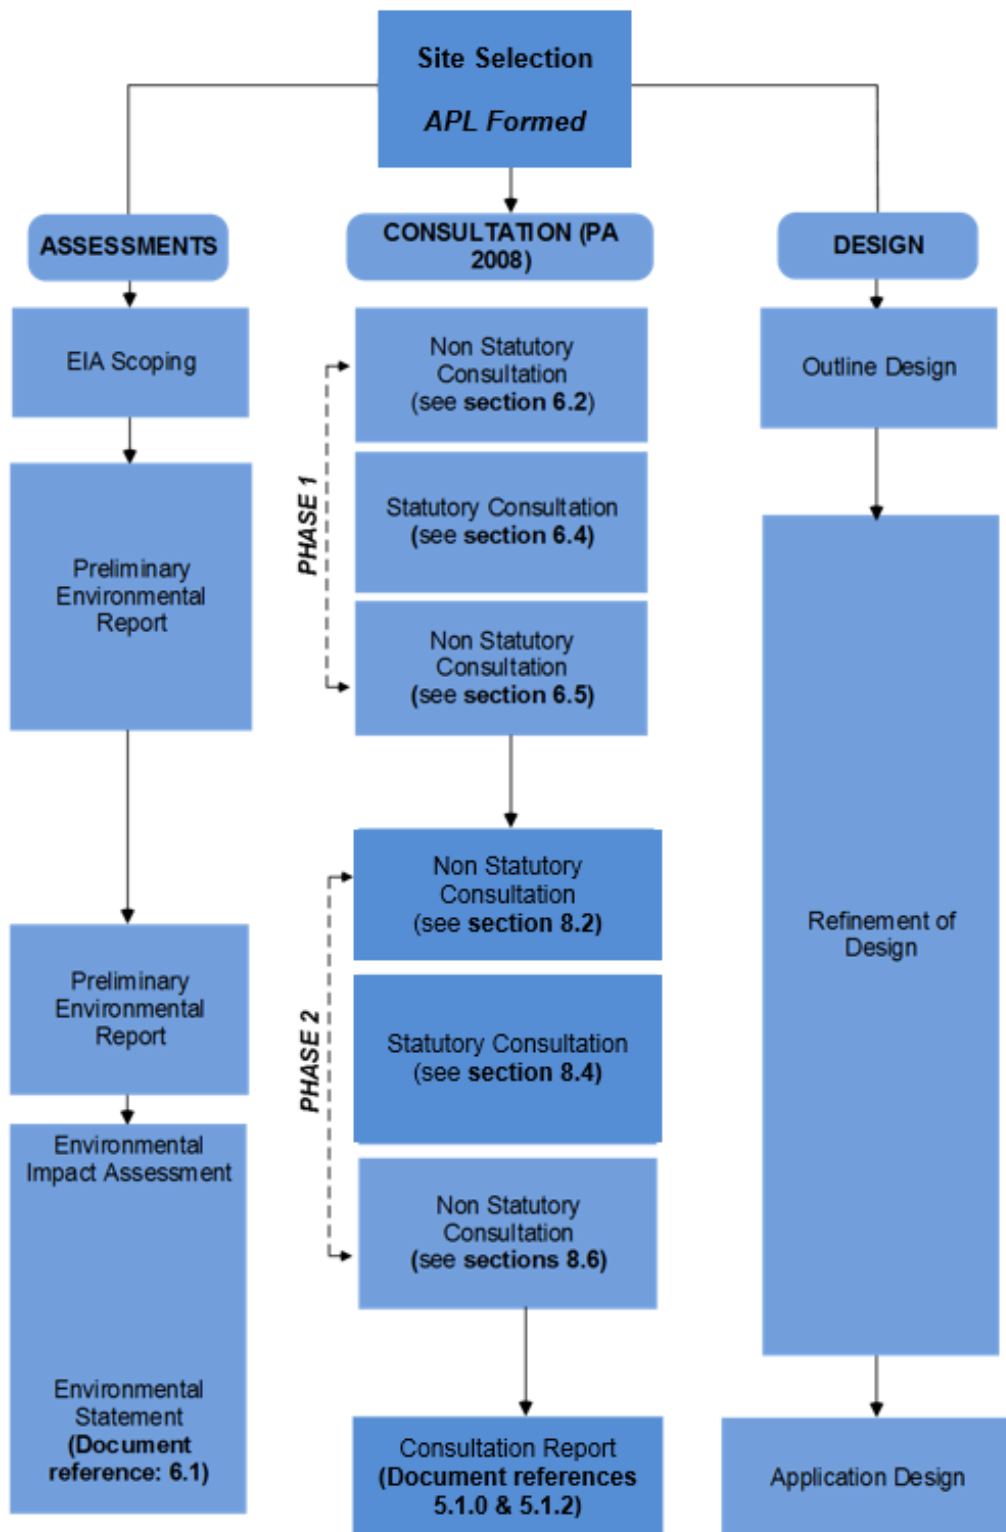 Site Selection
APL Formed
ASSESSMENTS
EIA Scoping
Preliminary
Environmental
Report
Preliminary
Environmental
Report
Environmental
Impact Assessment
Environmental
Statement
(Document
reference: 6.1)
CONSULTATION (PA
2008)
PHASE 1
Non Statutory
Consultation
(see section 6.2)
Statutory Consultation
(see section 6.4)
Non Statutory
Consultation
(see section 6.5)
PHASE 2
Non Statutory
Consultation
(see section 8.2)
Statutory Consultation
(see section 8.4)
Non Statutory
Consultation
(see sections 8.6)
Consultation Report
(Document references
5.1.0 & 5.1.2)
DESIGN
Outline Design
Refinement of
Design
Application Design